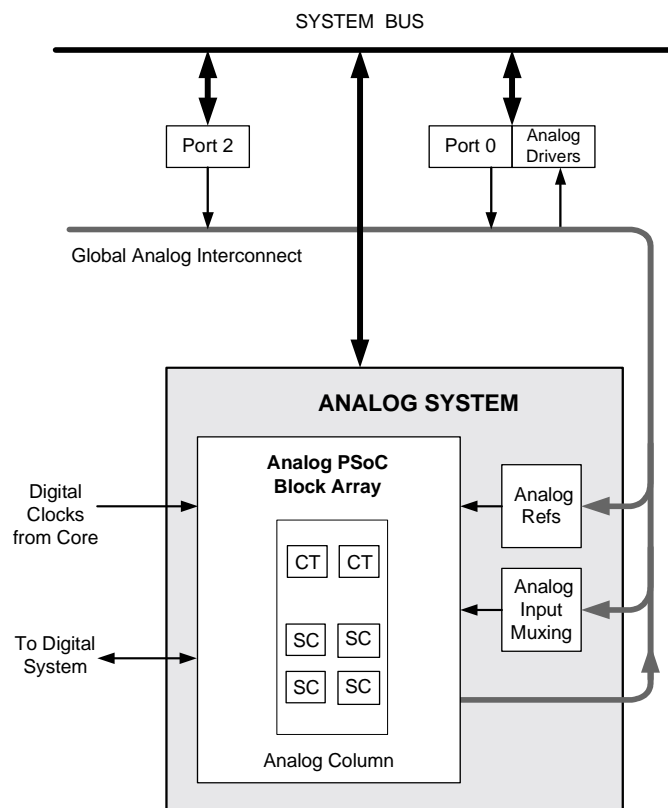 SYSTEM BUS
Port 2
Port 0
Analog
Drivers
Global Analog Interconnect
ANALOG SYSTEM
Analog PSoC
Block Array
Digital
Clocks
from Core
Analog
Refs
CT CT
Analog
Input
Muxing
To Digital
System
SC SC
SC SC
Analog Column